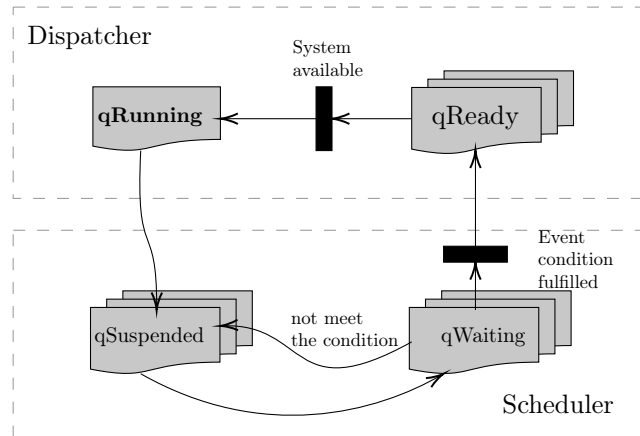 Dispatcher
System
available
qRunning
qReady
Event
condition
fulfilled
not meet
the condition
qSuspended
qWaiting
Scheduler